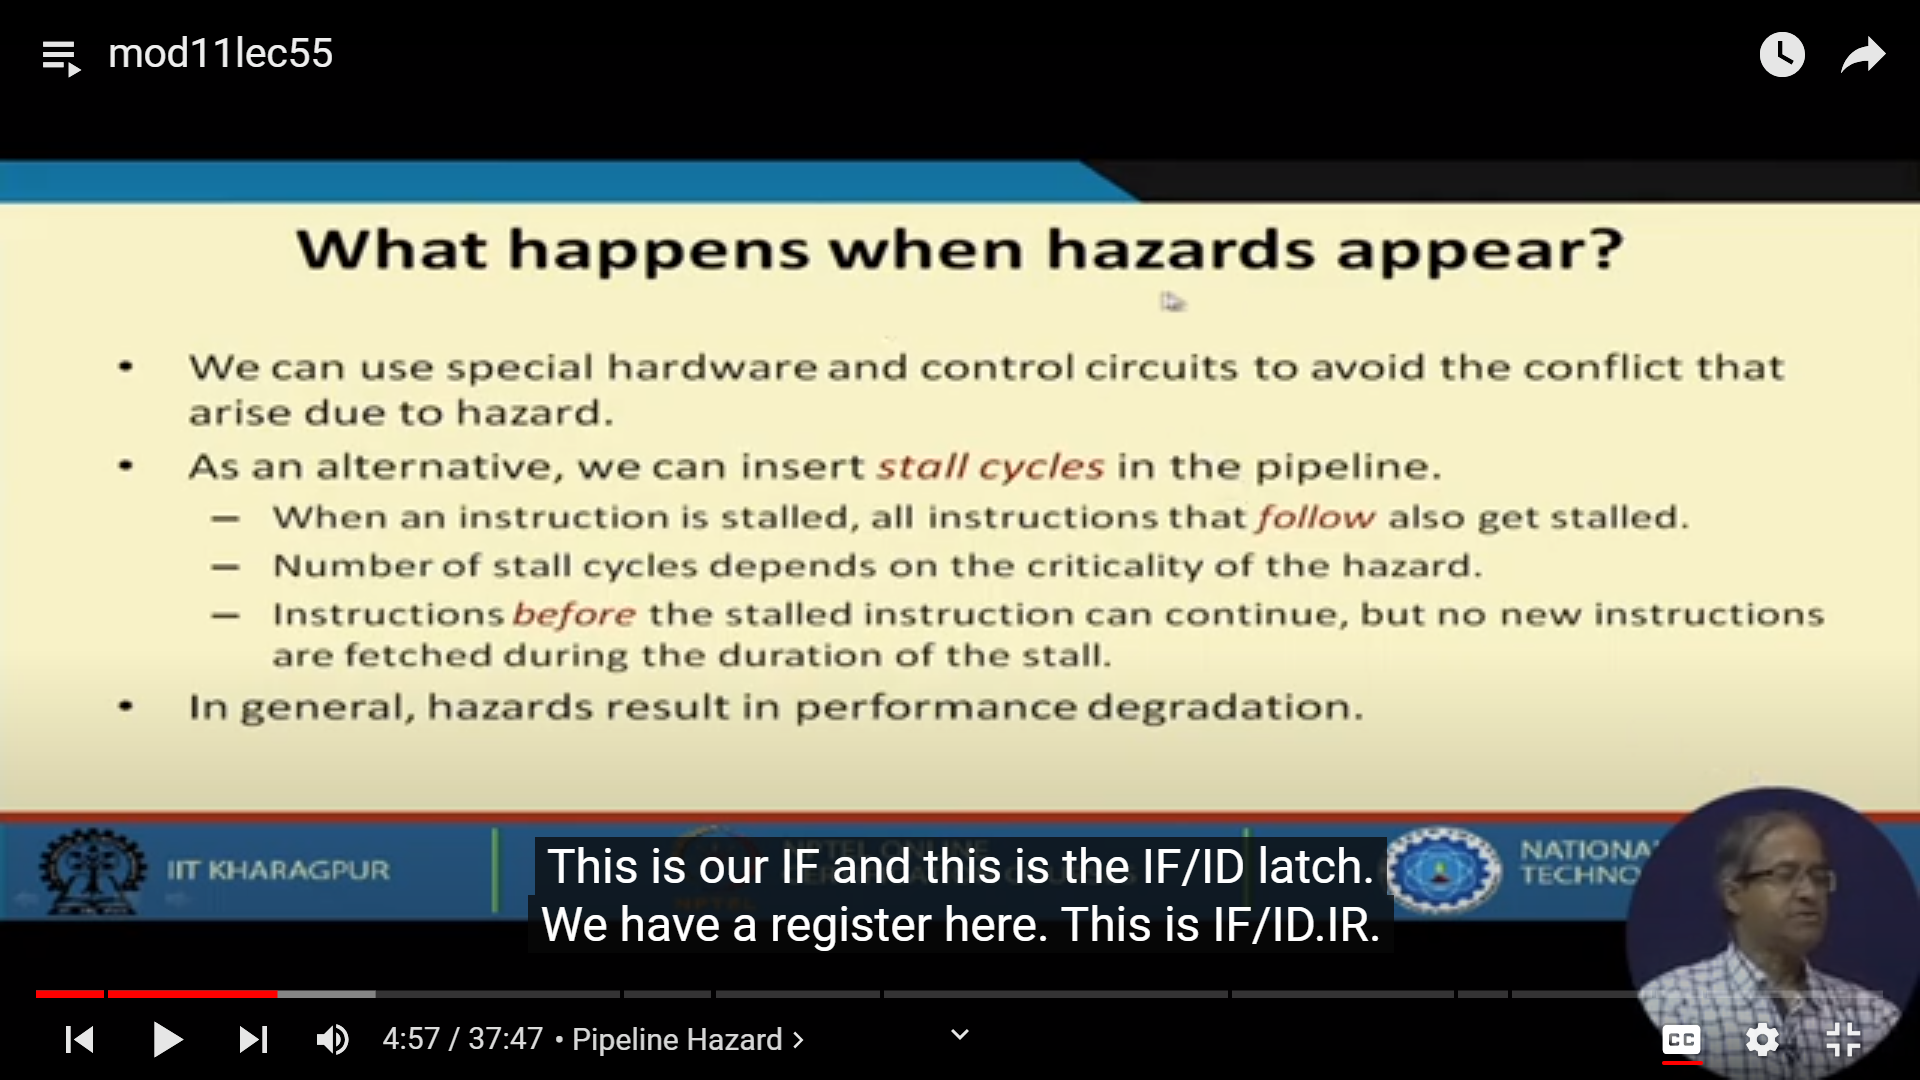 mod11lec55
What happens when hazards appear?
• We can use special hardware and control circuits to avoid the conflict that
arise due to hazard.
• As an alternative, we can insert stall cycles in the pipeline.
– When an instruction is stalled, all instructions that follow also get stalled.
– Number of stall cycles depends on the criticality of the hazard.
– Instructions before the stalled instruction can continue, but no new instructions
are fetched during the duration of the stall.
• In general, hazards result in performance degradation.
IIT KHARAGPUR
NATIONA
TECHNO
This is our IF and this is the IF/ID latch.
We have a register here. This is IF/ID.IR.
4:57 / 37:47 • Pipeline Hazard >
CC